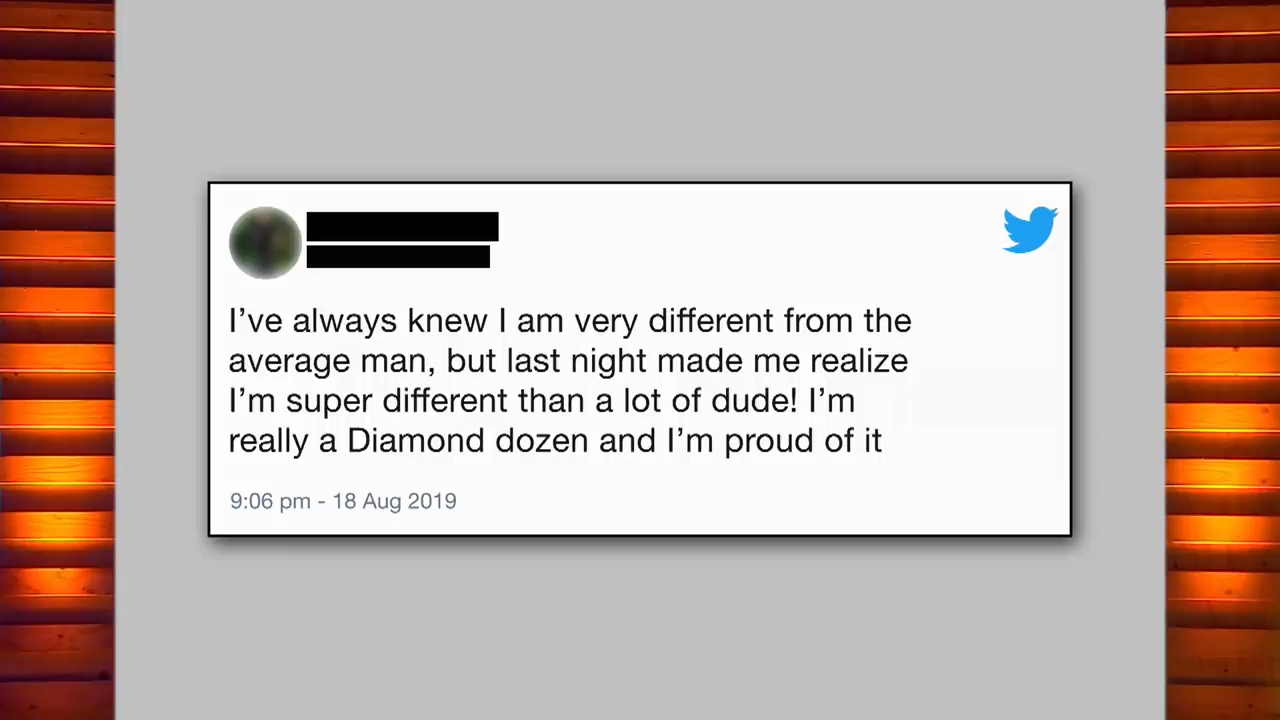 I’ve always knew I am very different from the
average man, but last night made me realize
I’m super different than a lot of dude! I’m
really a Diamond dozen and I’m proud of it
9:06 pm - 18 Aug 2019